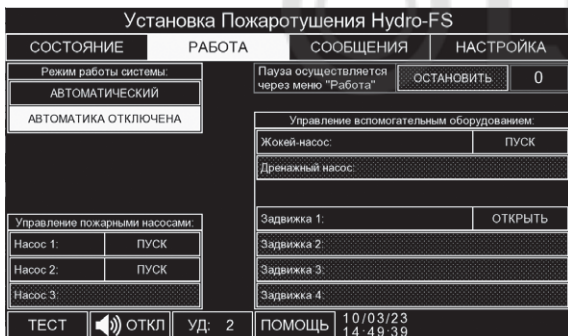 Установка Пожаротушения Hydro-FS
СОСТОЯНИЕ РАБОТА СООБЩЕНИЯ НАСТРОЙКА
Режим работы системы:
АВТОМАТИЧЕСКИЙ
АВТОМАТИКА ОТКЛЮЧЕНА
Пауза осуществляется
через меню "Работа"
ОСТАНОВИТЬ 0
Управление вспомогательным оборудованием:
Жокей-насос: ПУСК
Дренажный насос:
Управление пожарными насосами:
Насос 1: ПУСК
Насос 2: ПУСК
Насос 3:
Задвижка 1: ОТКРЫТЬ
Задвижка 2:
Задвижка 3:
Задвижка 4:
ТЕСТ ОТКЛ УД: 2 ПОМОЩЬ 10/03/23
14:49:39